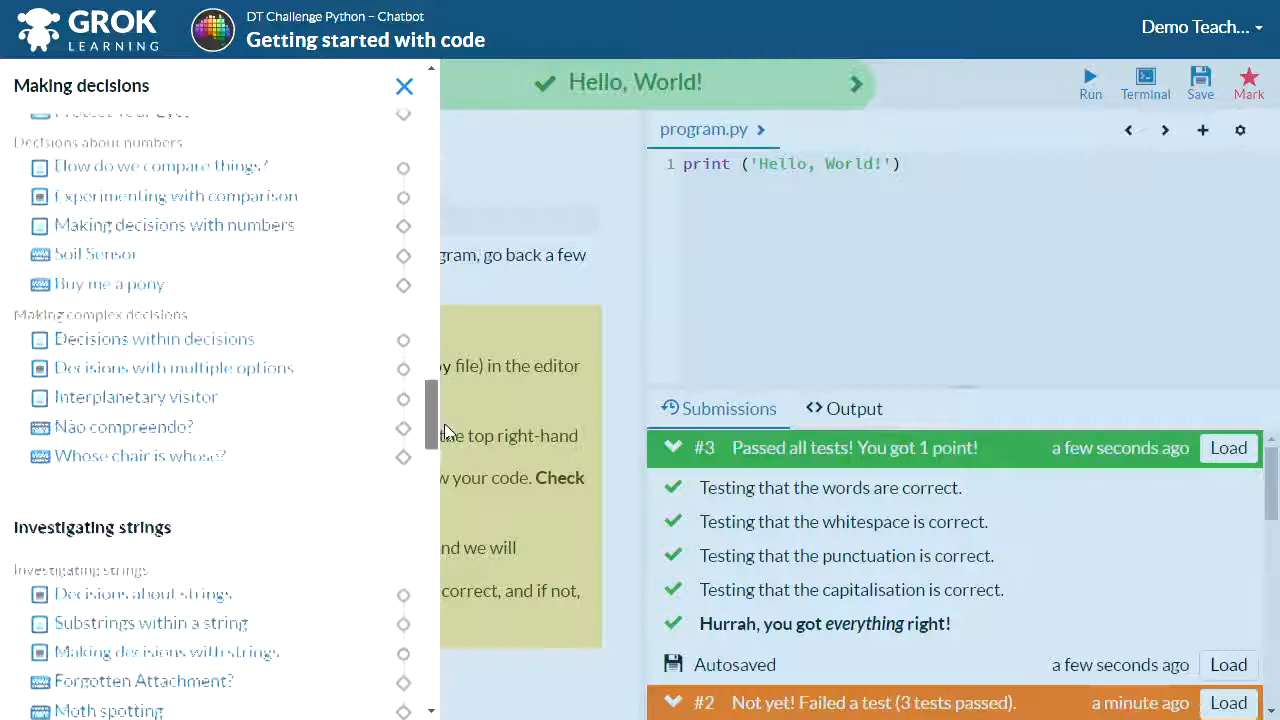 GROK
LEARNING
DT Challenge Python – Chatbot
Getting started with code
Demo Teach...
Making decisions
Protect Your Eyes
Decisions about numbers
How do we compare things?
Experimenting with comparison
Making decisions with numbers
Soil Sensor
Buy me a pony
Making complex decisions
Decisions within decisions
Decisions with multiple options
Interplanetary visitor
Não compreendo?
Whose chair is whose?
Investigating strings
Investigating strings
Decisions about strings
Substrings within a string
Making decisions with strings
Forgotten Attachment?
Moth spotting
Hello, World!
gram, go back a few
y file) in the editor
the top right-hand
w your code. Check
nd we will
correct, and if not,
Run
Terminal
Save
Mark
program.py
1 print ('Hello, World!')
Submissions
Output
#3 Passed all tests! You got 1 point! a few seconds ago Load
Testing that the words are correct.
Testing that the whitespace is correct.
Testing that the punctuation is correct.
Testing that the capitalisation is correct.
Hurrah, you got everything right!
Autosaved a few seconds ago Load
#2 Not yet! Failed a test (3 tests passed). a minute ago Load